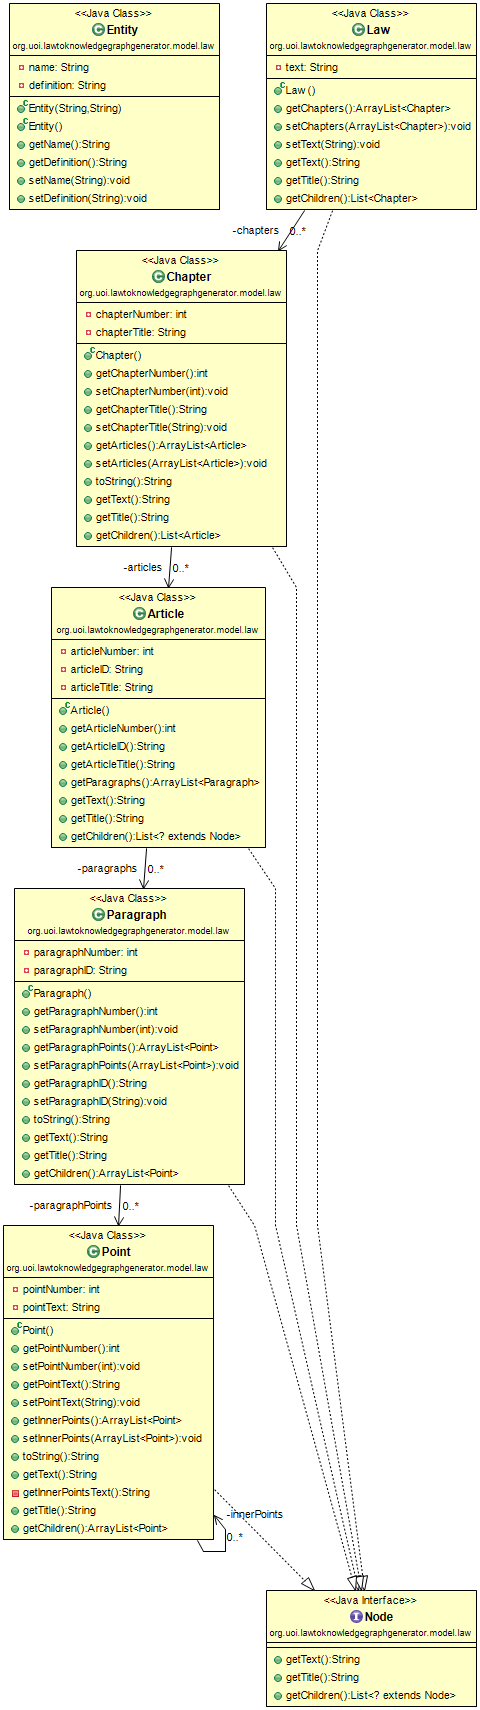 <<Java Class>>
Entity
org.uoi.lawtoknowledgegraphgenerator.model.law
name: String
definition: String
Entity(String,String)
Entity()
getName():String
getDefinition():String
setName(String):void
setDefinition(String):void
<<Java Class>>
Law
org.uoi.lawtoknowledgegraphgenerator.model.law
text: String
Law()
getChapters():ArrayList<Chapter>
setChapters(ArrayList<Chapter>):void
setText(String):void
getText():String
getTitle():String
getChildren():List<Chapter>
-chapters
0..*
<<Java Class>>
Chapter
org.uoi.lawtoknowledgegraphgenerator.model.law
chapterNumber: int
chapterTitle: String
Chapter()
getChapterNumber():int
setChapterNumber(int):void
getChapterTitle():String
setChapterTitle(String):void
getArticles():ArrayList<Article>
setArticles(ArrayList<Article>):void
toString():String
getText():String
getTitle():String
getChildren():List<Article>
-articles
0..*
<<Java Class>>
Article
org.uoi.lawtoknowledgegraphgenerator.model.law
articleNumber: int
articleID: String
articleTitle: String
Article()
getArticleNumber():int
getArticleID():String
getArticleTitle():String
getParagraphs():ArrayList<Paragraph>
getText():String
getTitle():String
getChildren():List<? extends Node>
-paragraphs
0..*
<<Java Class>>
Paragraph
org.uoi.lawtoknowledgegraphgenerator.model.law
paragraphNumber: int
paragraphID: String
Paragraph()
getParagraphNumber():int
setParagraphNumber(int):void
getParagraphPoints():ArrayList<Point>
setParagraphPoints(ArrayList<Point>):void
getParagraphID():String
setParagraphID(String):void
toString():String
getText():String
getTitle():String
getChildren():ArrayList<Point>
-paragraphPoints
0..*
<<Java Class>>
Point
org.uoi.lawtoknowledgegraphgenerator.model.law
pointNumber: int
pointText: String
Point()
getPointNumber():int
setPointNumber(int):void
getPointText():String
setPointText(String):void
getInnerPoints():ArrayList<Point>
setInnerPoints(ArrayList<Point>):void
toString():String
getText():String
getInnerPointsText():String
getTitle():String
getChildren():ArrayList<Point>
-innerPoints
0..*
<<Java Interface>>
Node
org.uoi.lawtoknowledgegraphgenerator.model.law
getText():String
getTitle():String
getChildren():List<? extends Node>